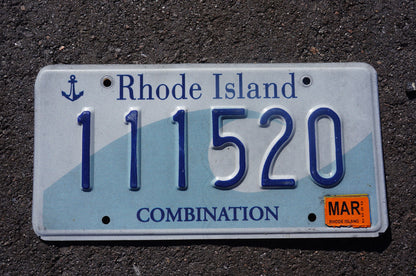 Rhode Island
111520
COMBINATION
MAR
RHODE ISLAND